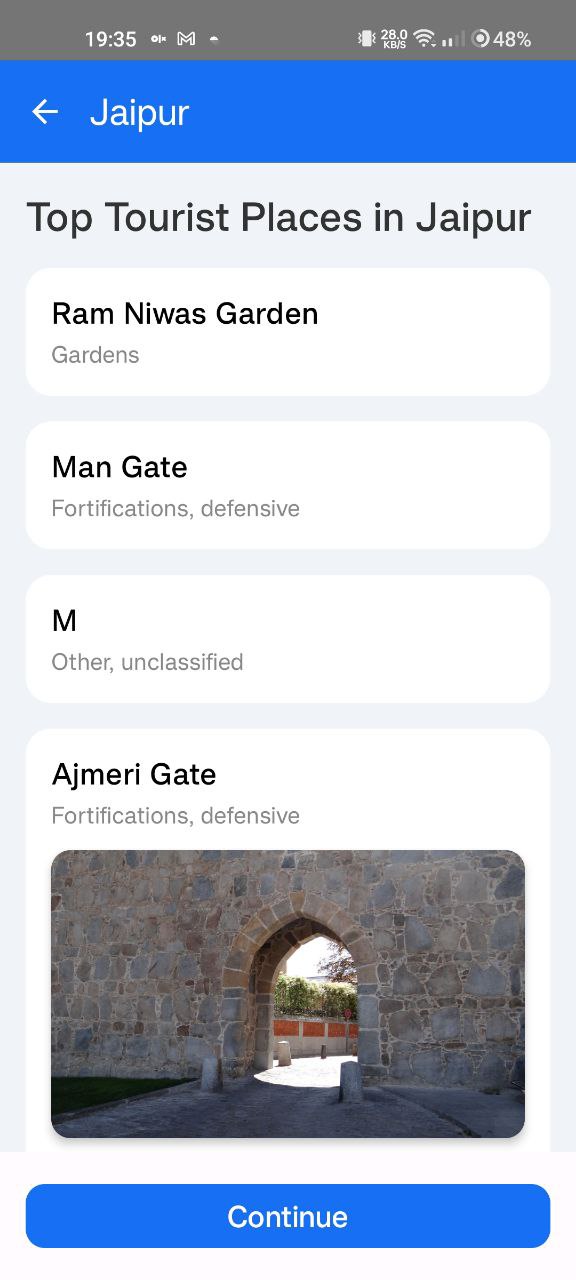 19:35 olx 28.0 KB/S 48%
Jaipur
Top Tourist Places in Jaipur
Ram Niwas Garden
Gardens
Man Gate
Fortifications, defensive
M
Other, unclassified
Ajmeri Gate
Fortifications, defensive
Continue